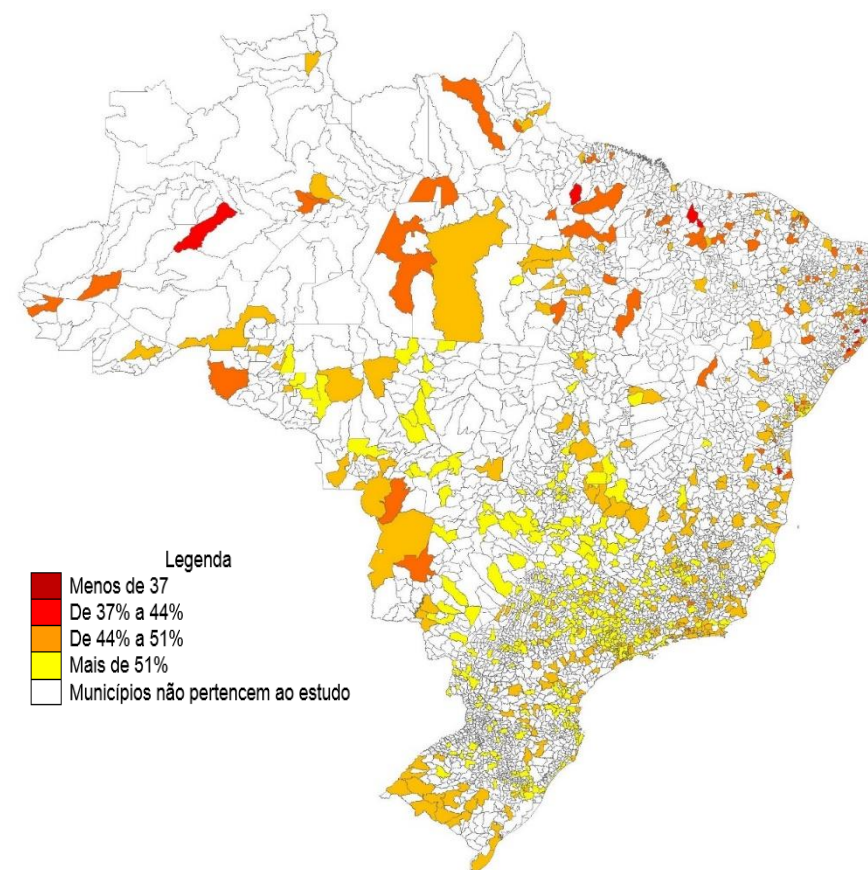 Legenda
Menos de 37
De 37% a 44%
De 44% a 51%
Mais de 51%
Municípios não pertencem ao estudo